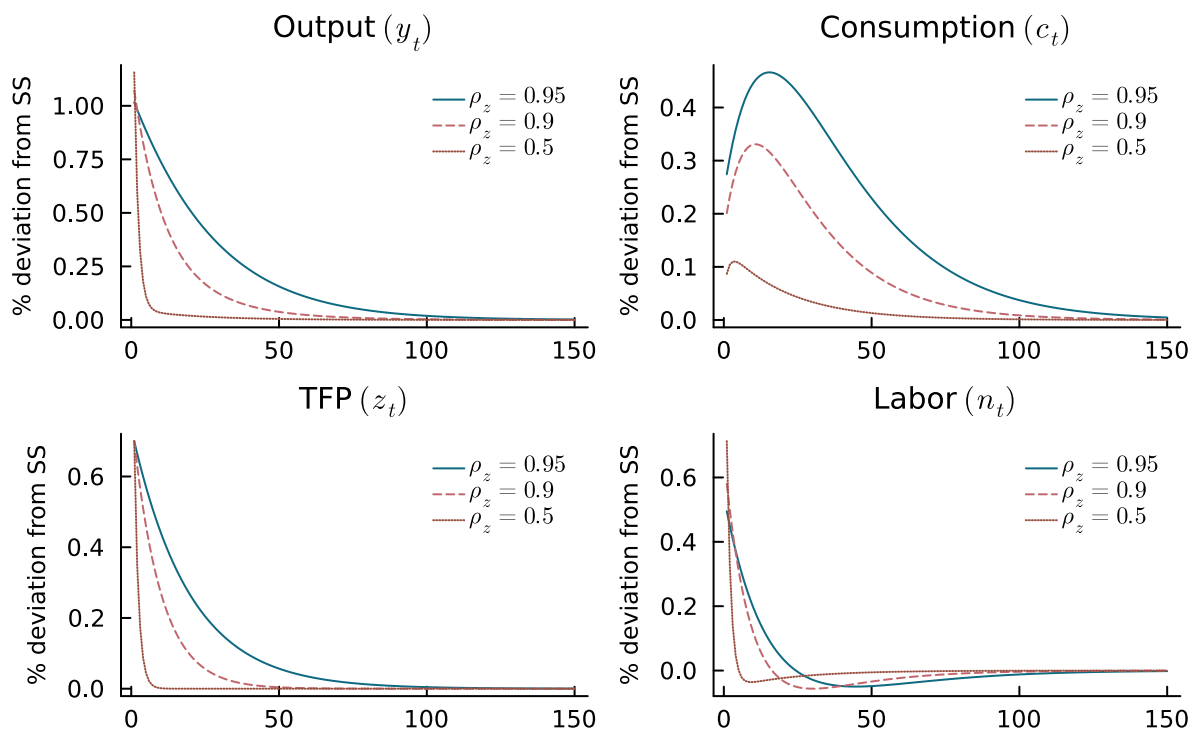 Output (y_t)
% deviation from SS
1.00
0.75
0.50
0.25
0.00
ρ_z = 0.95
ρ_z = 0.9
ρ_z = 0.5
0 50 100 150
Consumption (c_t)
% deviation from SS
0.4
0.3
0.2
0.1
0.0
ρ_z = 0.95
ρ_z = 0.9
ρ_z = 0.5
0 50 100 150
TFP (z_t)
% deviation from SS
0.6
0.4
0.2
0.0
ρ_z = 0.95
ρ_z = 0.9
ρ_z = 0.5
0 50 100 150
Labor (n_t)
% deviation from SS
0.6
0.4
0.2
0.0
ρ_z = 0.95
ρ_z = 0.9
ρ_z = 0.5
0 50 100 150